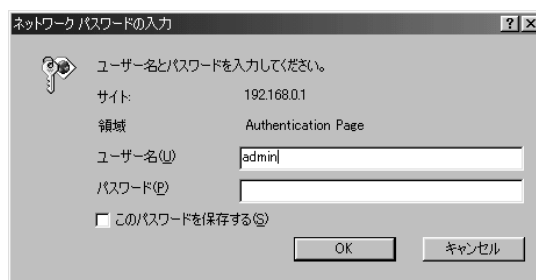 ネットワーク パスワードの入力
ユーザー名とパスワードを入力してください。
サイト: 192.168.0.1
領域 Authentication Page
ユーザー名(U) admin
パスワード(P)
このパスワードを保存する(S)
OK キャンセル